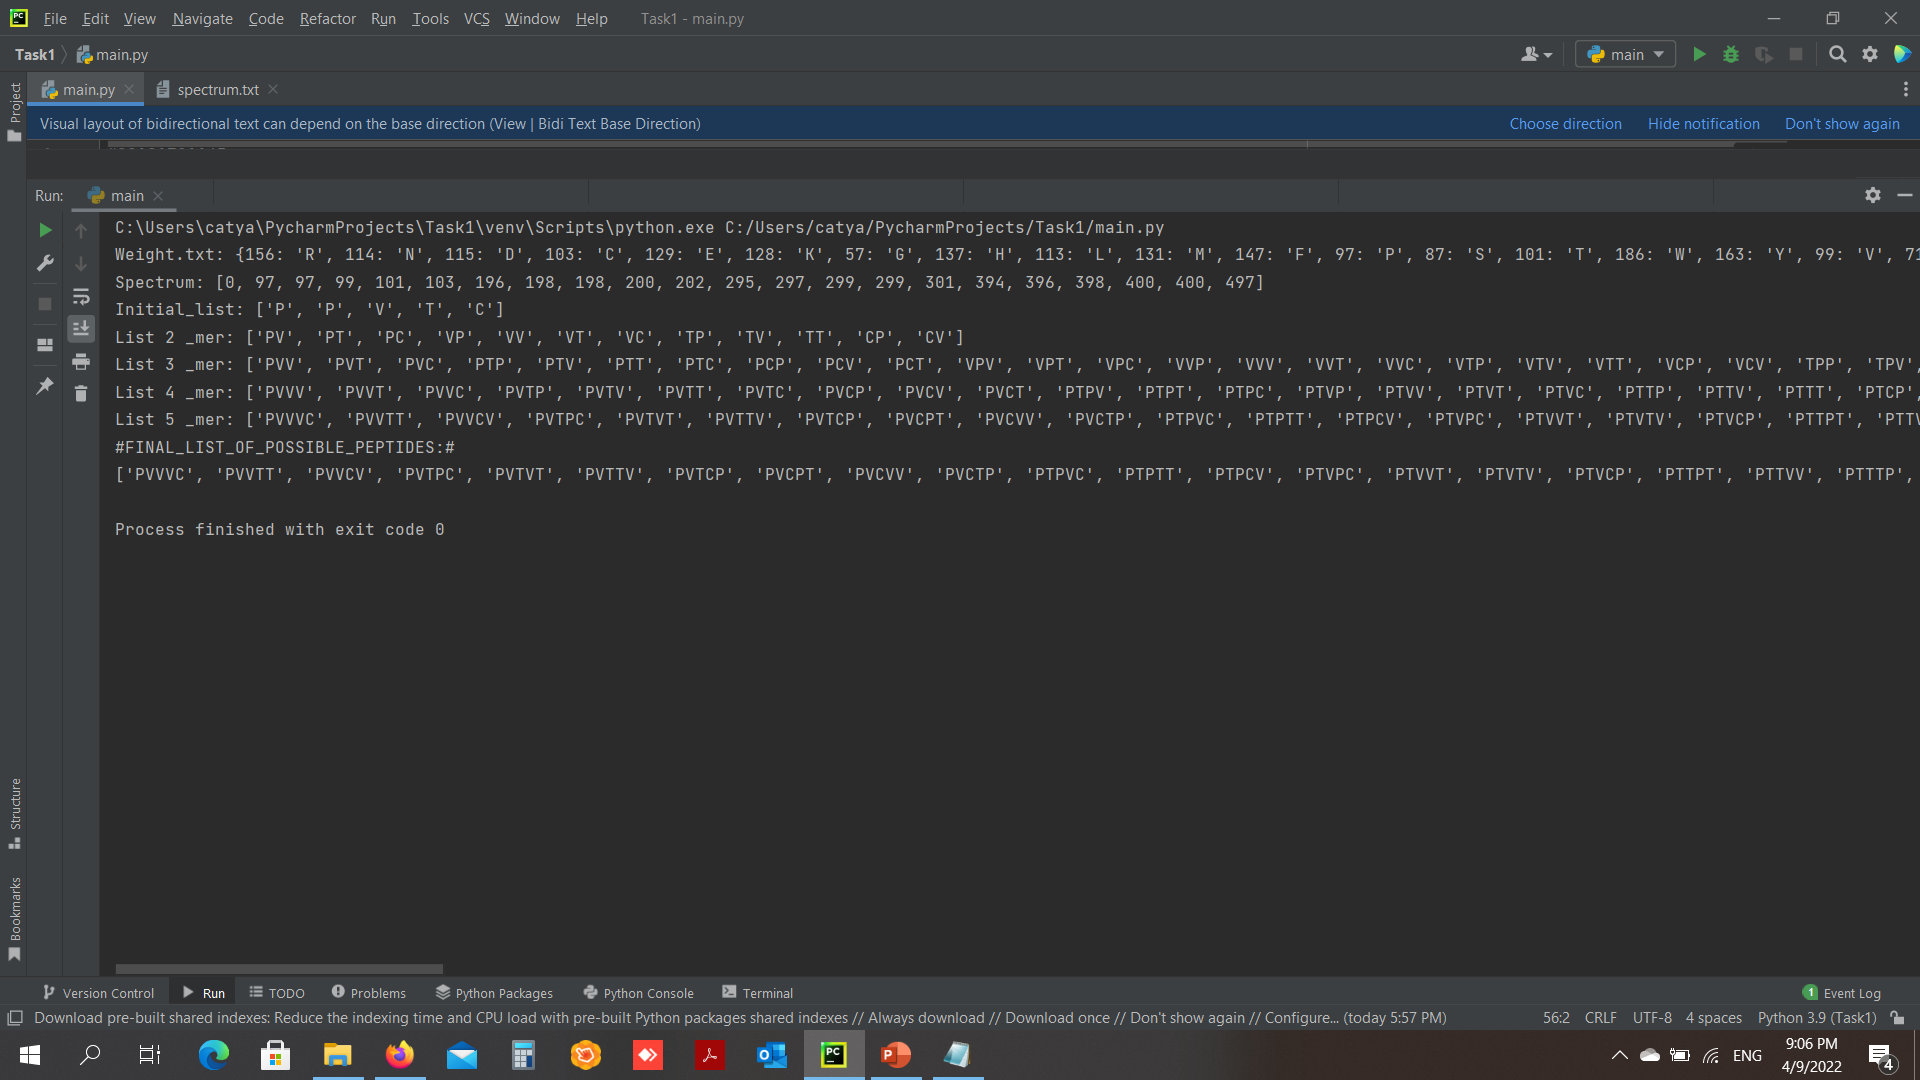 File Edit View Navigate Code Refactor Run Tools VCS Window Help Task1 - main.py
Task1 main.py main
main.py spectrum.txt
Visual layout of bidirectional text can depend on the base direction (View | Bidi Text Base Direction) Choose direction Hide notification Don't show again
Run: main
C:\Users\catya\PycharmProjects\Task1\venv\Scripts\python.exe C:/Users/catya/PycharmProjects/Task1/main.py
Weight.txt: {156: 'R', 114: 'N', 115: 'D', 103: 'C', 129: 'E', 128: 'K', 57: 'G', 137: 'H', 113: 'L', 131: 'M', 147: 'F', 97: 'P', 87: 'S', 101: 'T', 186: 'W', 163: 'Y', 99: 'V', 71
Spectrum: [0, 97, 97, 99, 101, 103, 196, 198, 198, 200, 202, 295, 297, 299, 299, 301, 394, 396, 398, 400, 400, 497]
Initial_list: ['P', 'P', 'V', 'T', 'C']
List 2 _mer: ['PV', 'PT', 'PC', 'VP', 'VV', 'VT', 'VC', 'TP', 'TV', 'TT', 'CP', 'CV']
List 3 _mer: ['PVV', 'PVT', 'PVC', 'PTP', 'PTV', 'PTT', 'PTC', 'PCP', 'PCV', 'PCT', 'VPV', 'VPT', 'VPC', 'VVP', 'VVV', 'VVT', 'VVC', 'VTP', 'VTV', 'VTT', 'VCP', 'VCV', 'TPP', 'TPV',
List 4 _mer: ['PVVV', 'PVVT', 'PVVC', 'PVTP', 'PVTV', 'PVTT', 'PVTC', 'PVCP', 'PVCV', 'PVCT', 'PTPV', 'PTPT', 'PTPC', 'PTVP', 'PTVV', 'PTVT', 'PTVC', 'PTTP', 'PTTV', 'PTTT', 'PTCP',
List 5 _mer: ['PVVVC', 'PVVTT', 'PVVCV', 'PVTPC', 'PVTVT', 'PVTTV', 'PVTCP', 'PVCPT', 'PVCVV', 'PVCTP', 'PTPVC', 'PTPTT', 'PTPCV', 'PTVPC', 'PTVVT', 'PTVTV', 'PTVCP', 'PTTPT', 'PTTV
#FINAL_LIST_OF_POSSIBLE_PEPTIDES:#
['PVVVC', 'PVVTT', 'PVVCV', 'PVTPC', 'PVTVT', 'PVTTV', 'PVTCP', 'PVCPT', 'PVCVV', 'PVCTP', 'PTPVC', 'PTPTT', 'PTPCV', 'PTVPC', 'PTVVT', 'PTVTV', 'PTVCP', 'PTTPT', 'PTTVV', 'PTTTP',
Process finished with exit code 0
Project
Structure
Bookmarks
Version Control Run TODO Problems Python Packages Python Console Terminal 1 Event Log
Download pre-built shared indexes: Reduce the indexing time and CPU load with pre-built Python packages shared indexes // Always download // Download once // Don't show again // Configure... (today 5:57 PM) 56:2 CRLF UTF-8 4 spaces Python 3.9 (Task1)
ENG 9:06 PM
4/9/2022 4